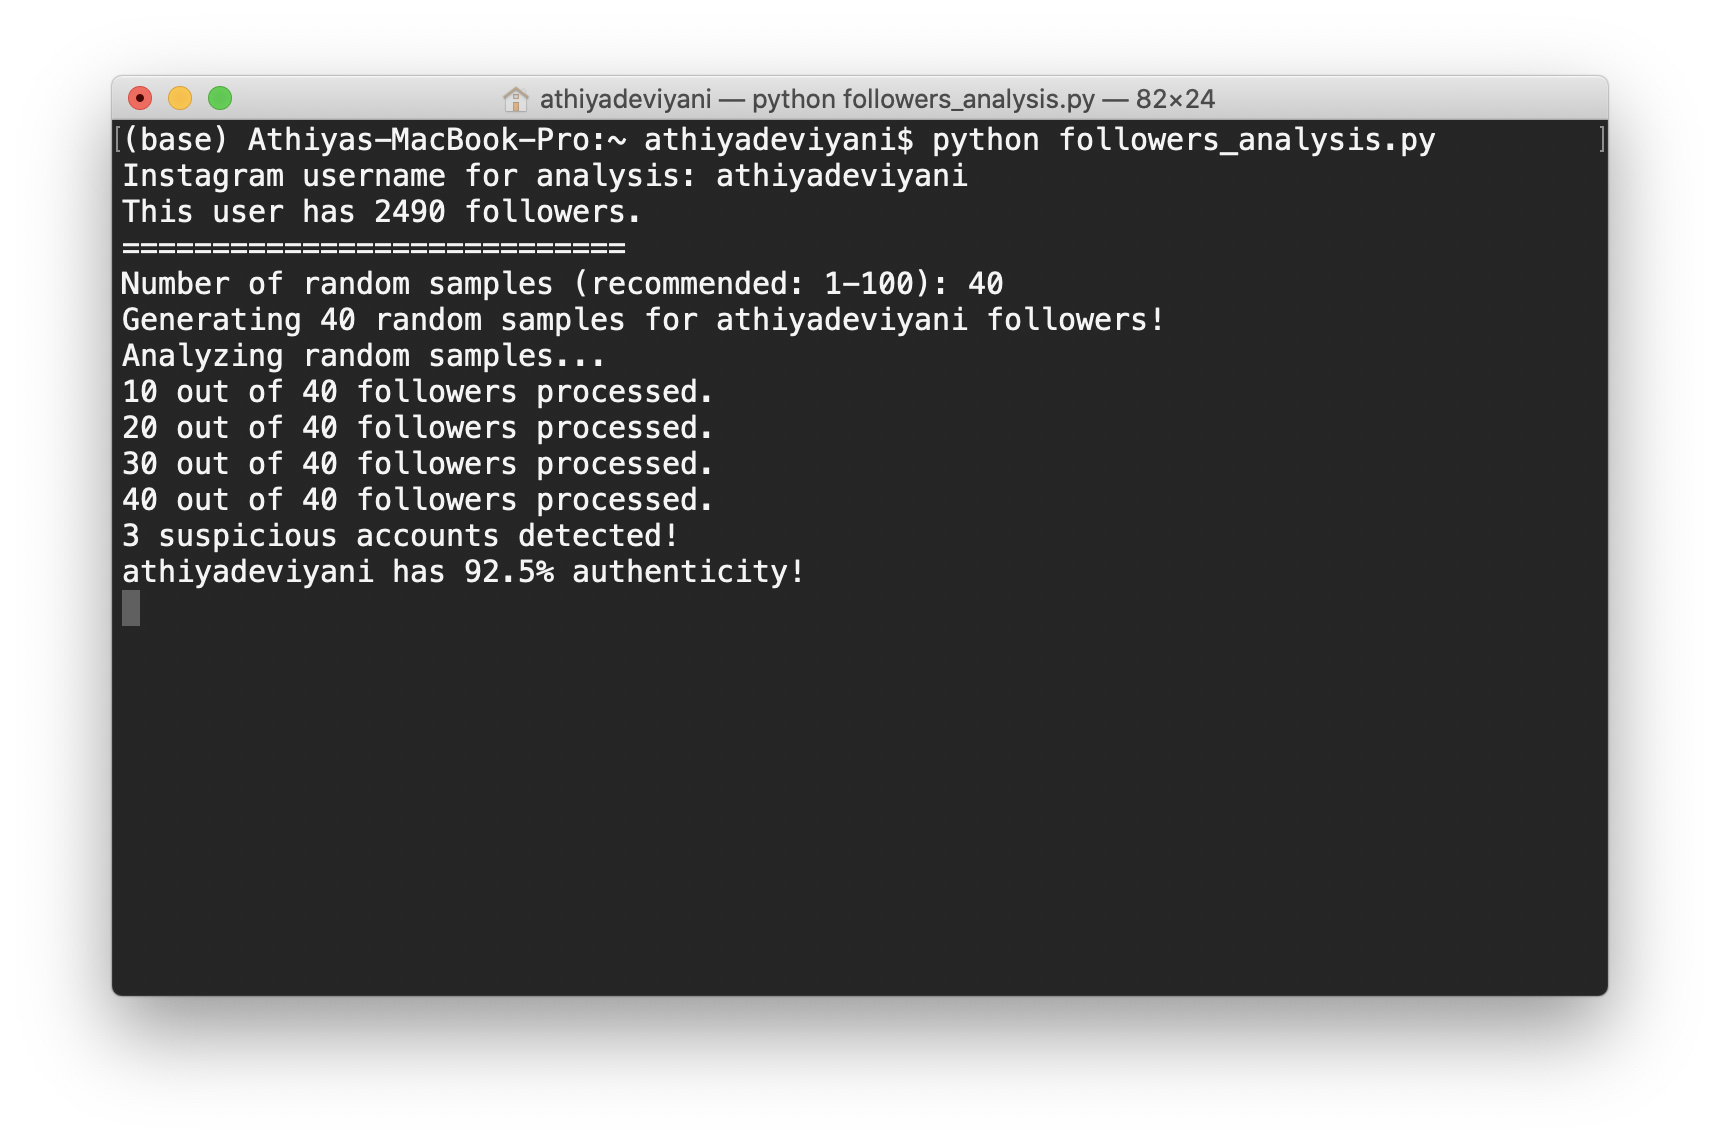 athiyadeviyani — python followers_analysis.py — 82×24
[(base) Athiyas-MacBook-Pro:~ athiyadeviyani$ python followers_analysis.py ]
Instagram username for analysis: athiyadeviyani
This user has 2490 followers.
============================
Number of random samples (recommended: 1-100): 40
Generating 40 random samples for athiyadeviyani followers!
Analyzing random samples...
10 out of 40 followers processed.
20 out of 40 followers processed.
30 out of 40 followers processed.
40 out of 40 followers processed.
3 suspicious accounts detected!
athiyadeviyani has 92.5% authenticity!